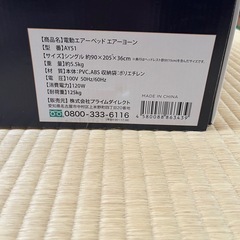 【商品名称】電動エアーベッド エアーヨーン
【型 番】AYS1
【サイズ】シングル 約90×205×36cm
【重 量】約5.5kg
【材 質】本体:PVC,ABS 収納袋:ポリエチレン
【電 圧】100V 50Hz/60Hz
【消費電力】120W
【耐荷重】125kg
MADE IN CHINA
【販売元】株式会社プライムダイレクト
0800-333-6116
4580088863439